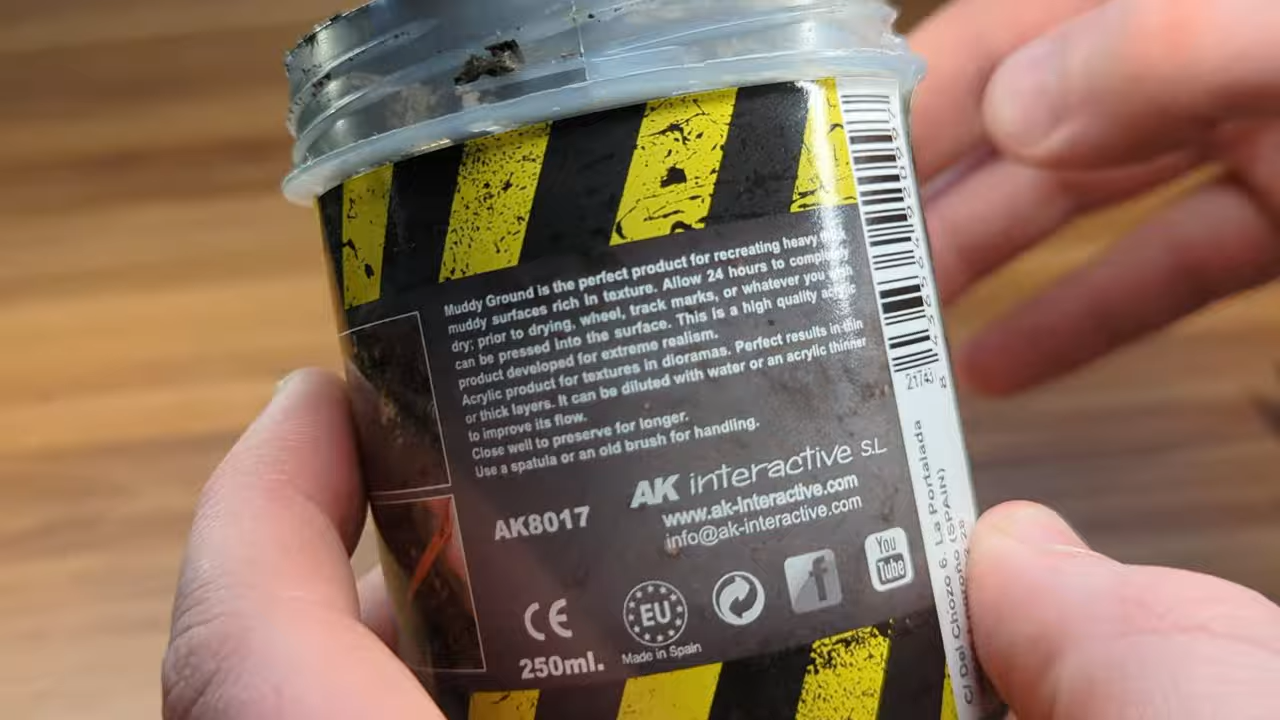 Muddy Ground is the perfect product for recreating heavy
muddy surfaces rich in texture. Allow 24 hours to
dry; prior to drying, wheel, track marks, or whatever you
can be pressed into the surface. This is a high quality
product developed for extreme realism.
Acrylic product for textures in dioramas. Perfect results in thin
or thick layers. It can be diluted with water or an acrylic thinner
to improve its flow.
Close well to preserve for longer.
Use a spatula or an old brush for handling.
AK interactive S.L
www.ak-interactive.com
info@ak-interactive.com
AK8017
You
Tube
f
CE
EU
Made in Spain
250ml.
C/ Del Chozo 6. La Portalada
(SPAIN)